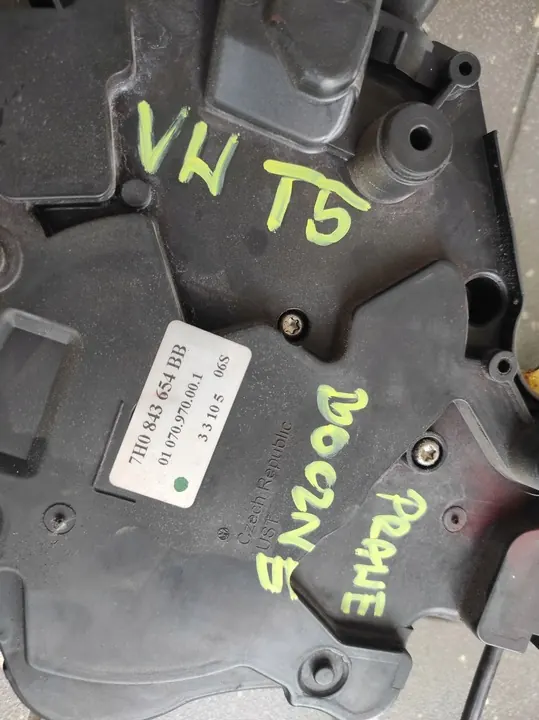 VW T5
7H0 843 654 BB
01 070.970.00.1
3 3 10 5 06S
Czech Republic
UST
BOCZNE
PRAWE